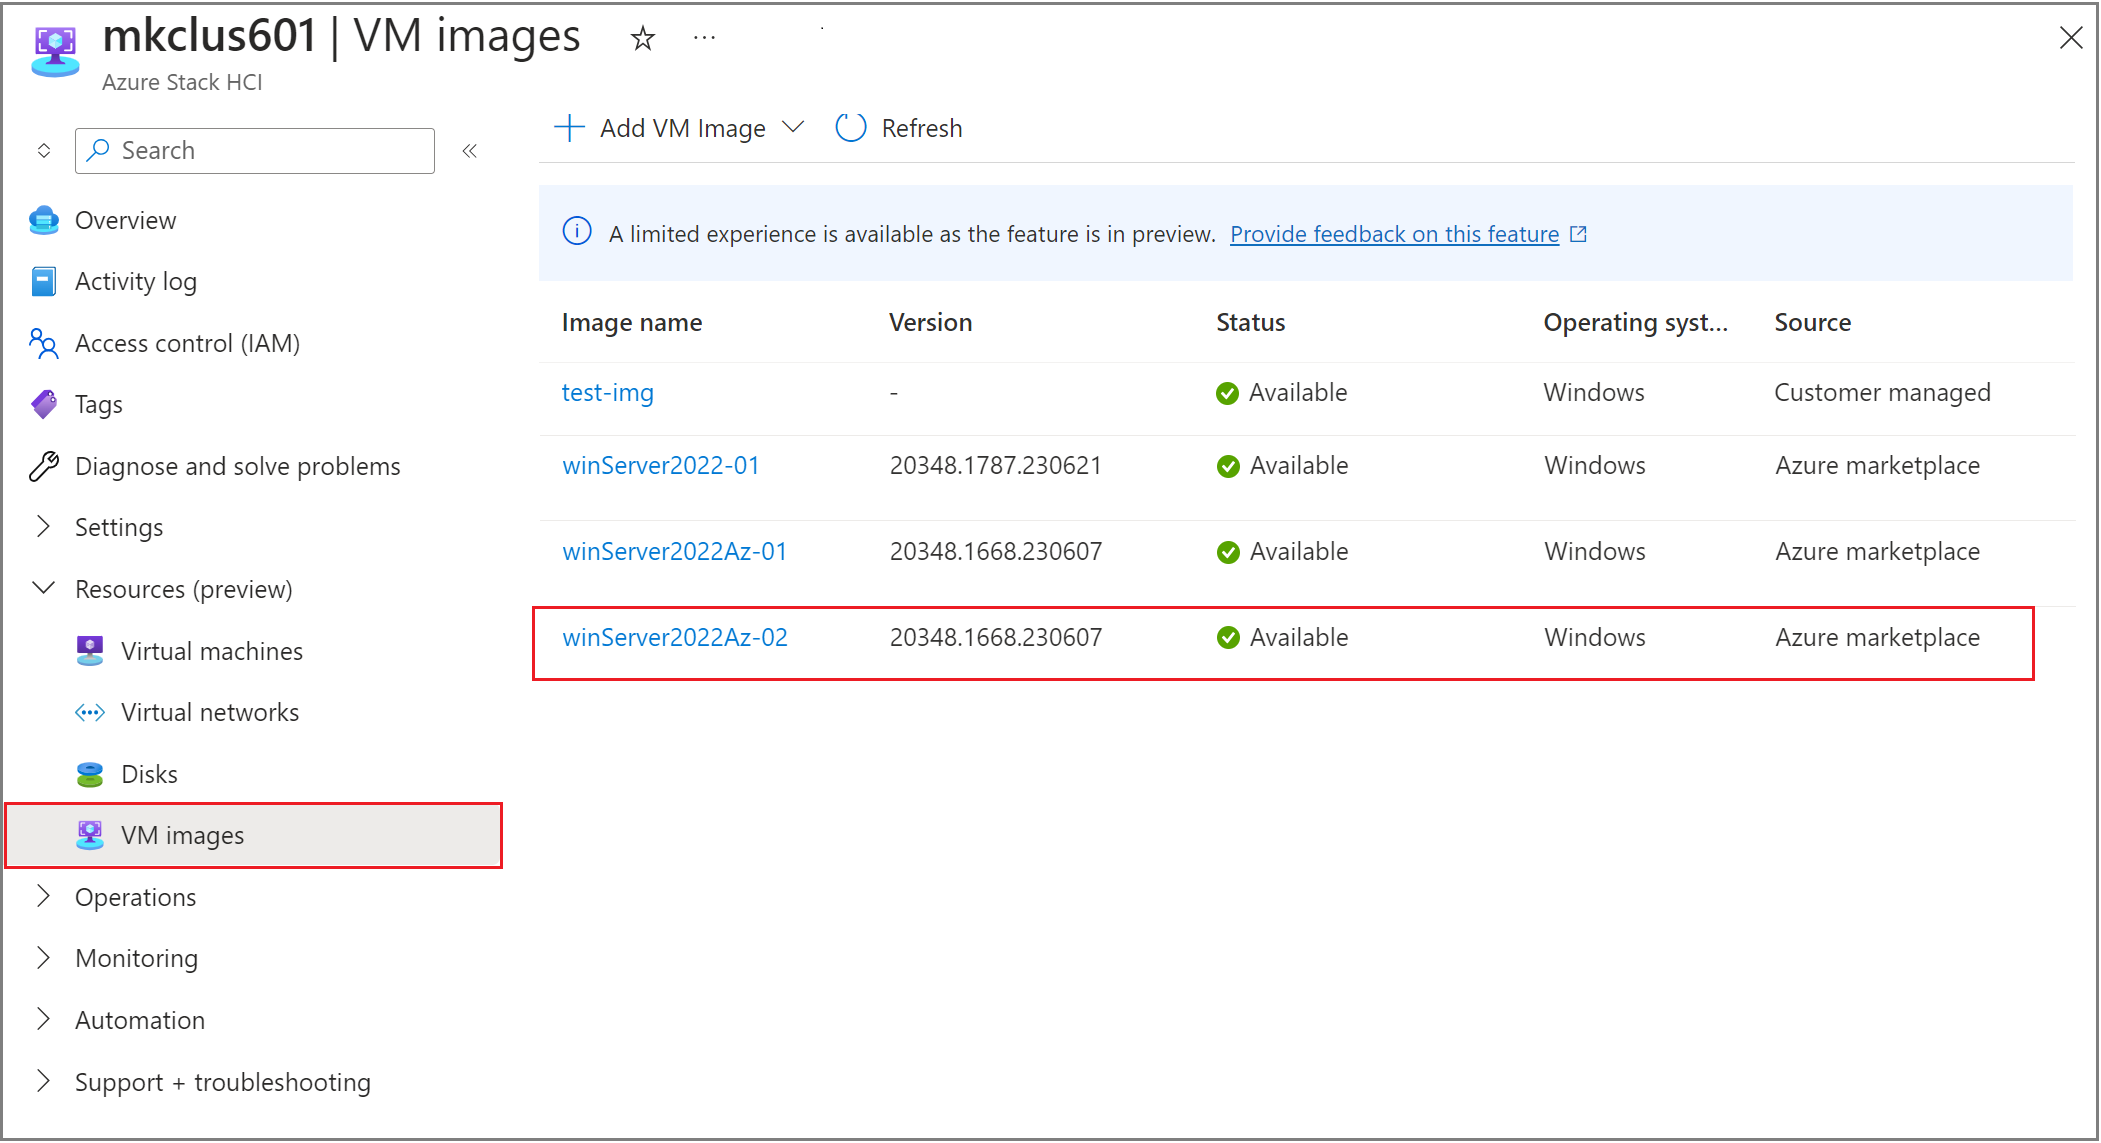 mkclus601 | VM images
Azure Stack HCI
Search
Overview
Activity log
Access control (IAM)
Tags
Diagnose and solve problems
Settings
Resources (preview)
Virtual machines
Virtual networks
Disks
VM images
Operations
Monitoring
Automation
Support + troubleshooting
Add VM Image Refresh
A limited experience is available as the feature is in preview. Provide feedback on this feature
Image name Version Status Operating syst... Source
test-img - Available Windows Customer managed
winServer2022-01 20348.1787.230621 Available Windows Azure marketplace
winServer2022Az-01 20348.1668.230607 Available Windows Azure marketplace
winServer2022Az-02 20348.1668.230607 Available Windows Azure marketplace